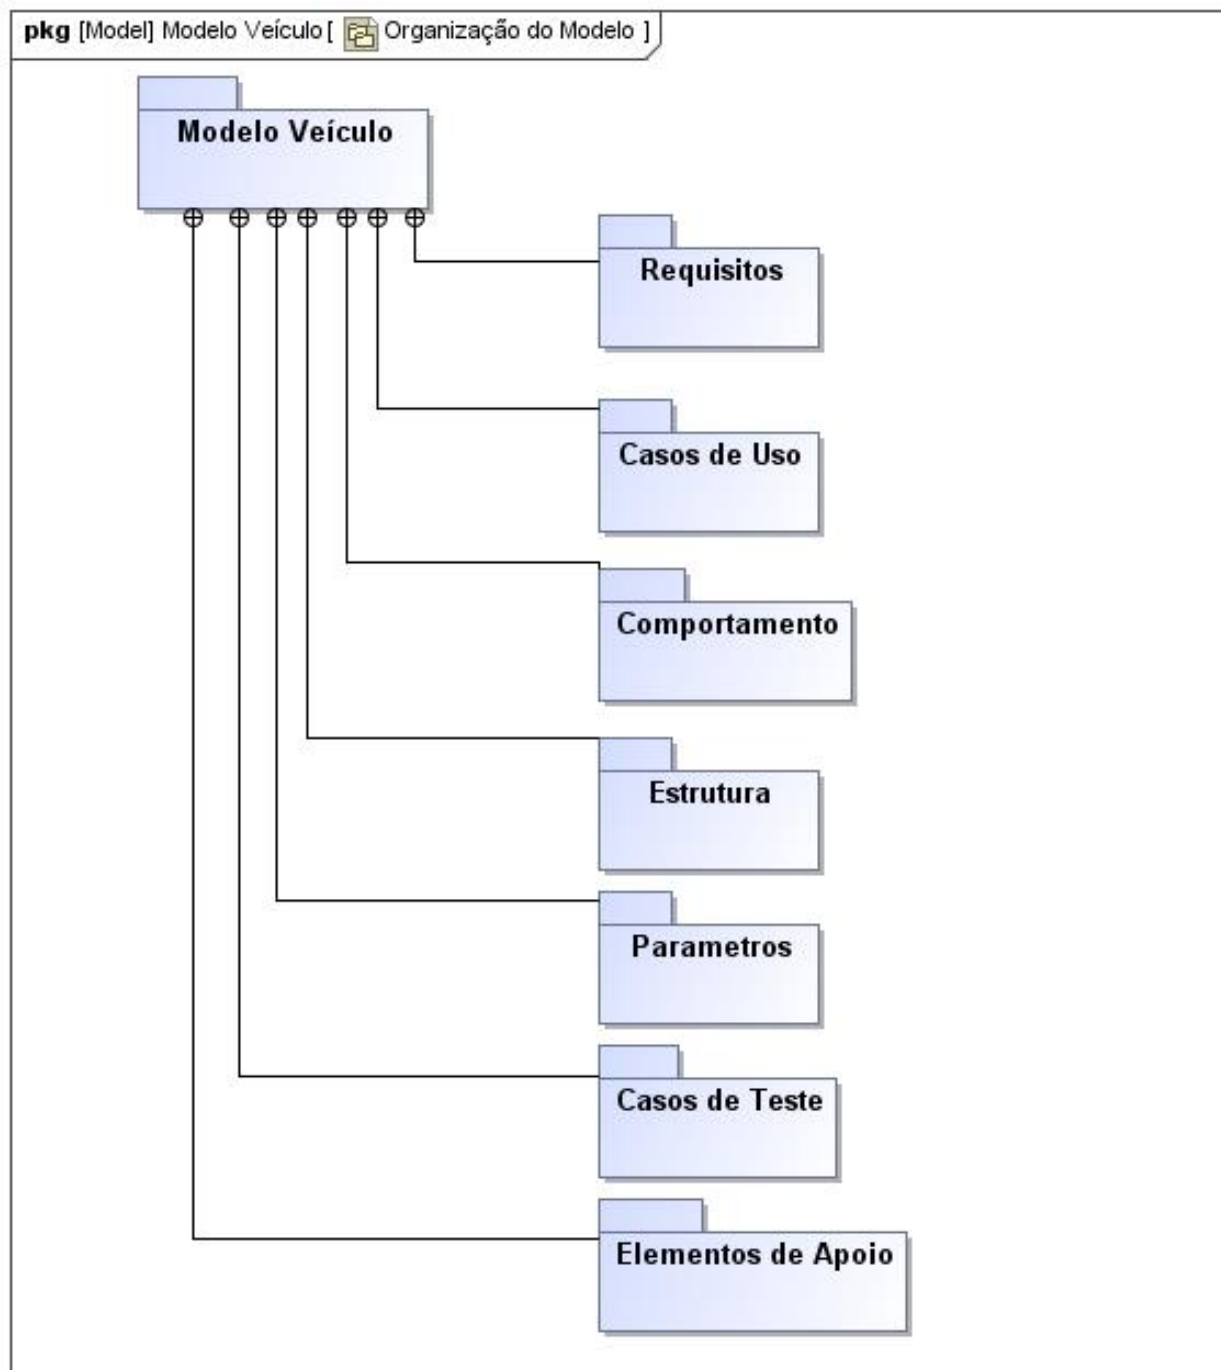 pkg [Model] Modelo Veículo [ Organização do Modelo ]
Modelo Veículo
Requisitos
Casos de Uso
Comportamento
Estrutura
Parametros
Casos de Teste
Elementos de Apoio